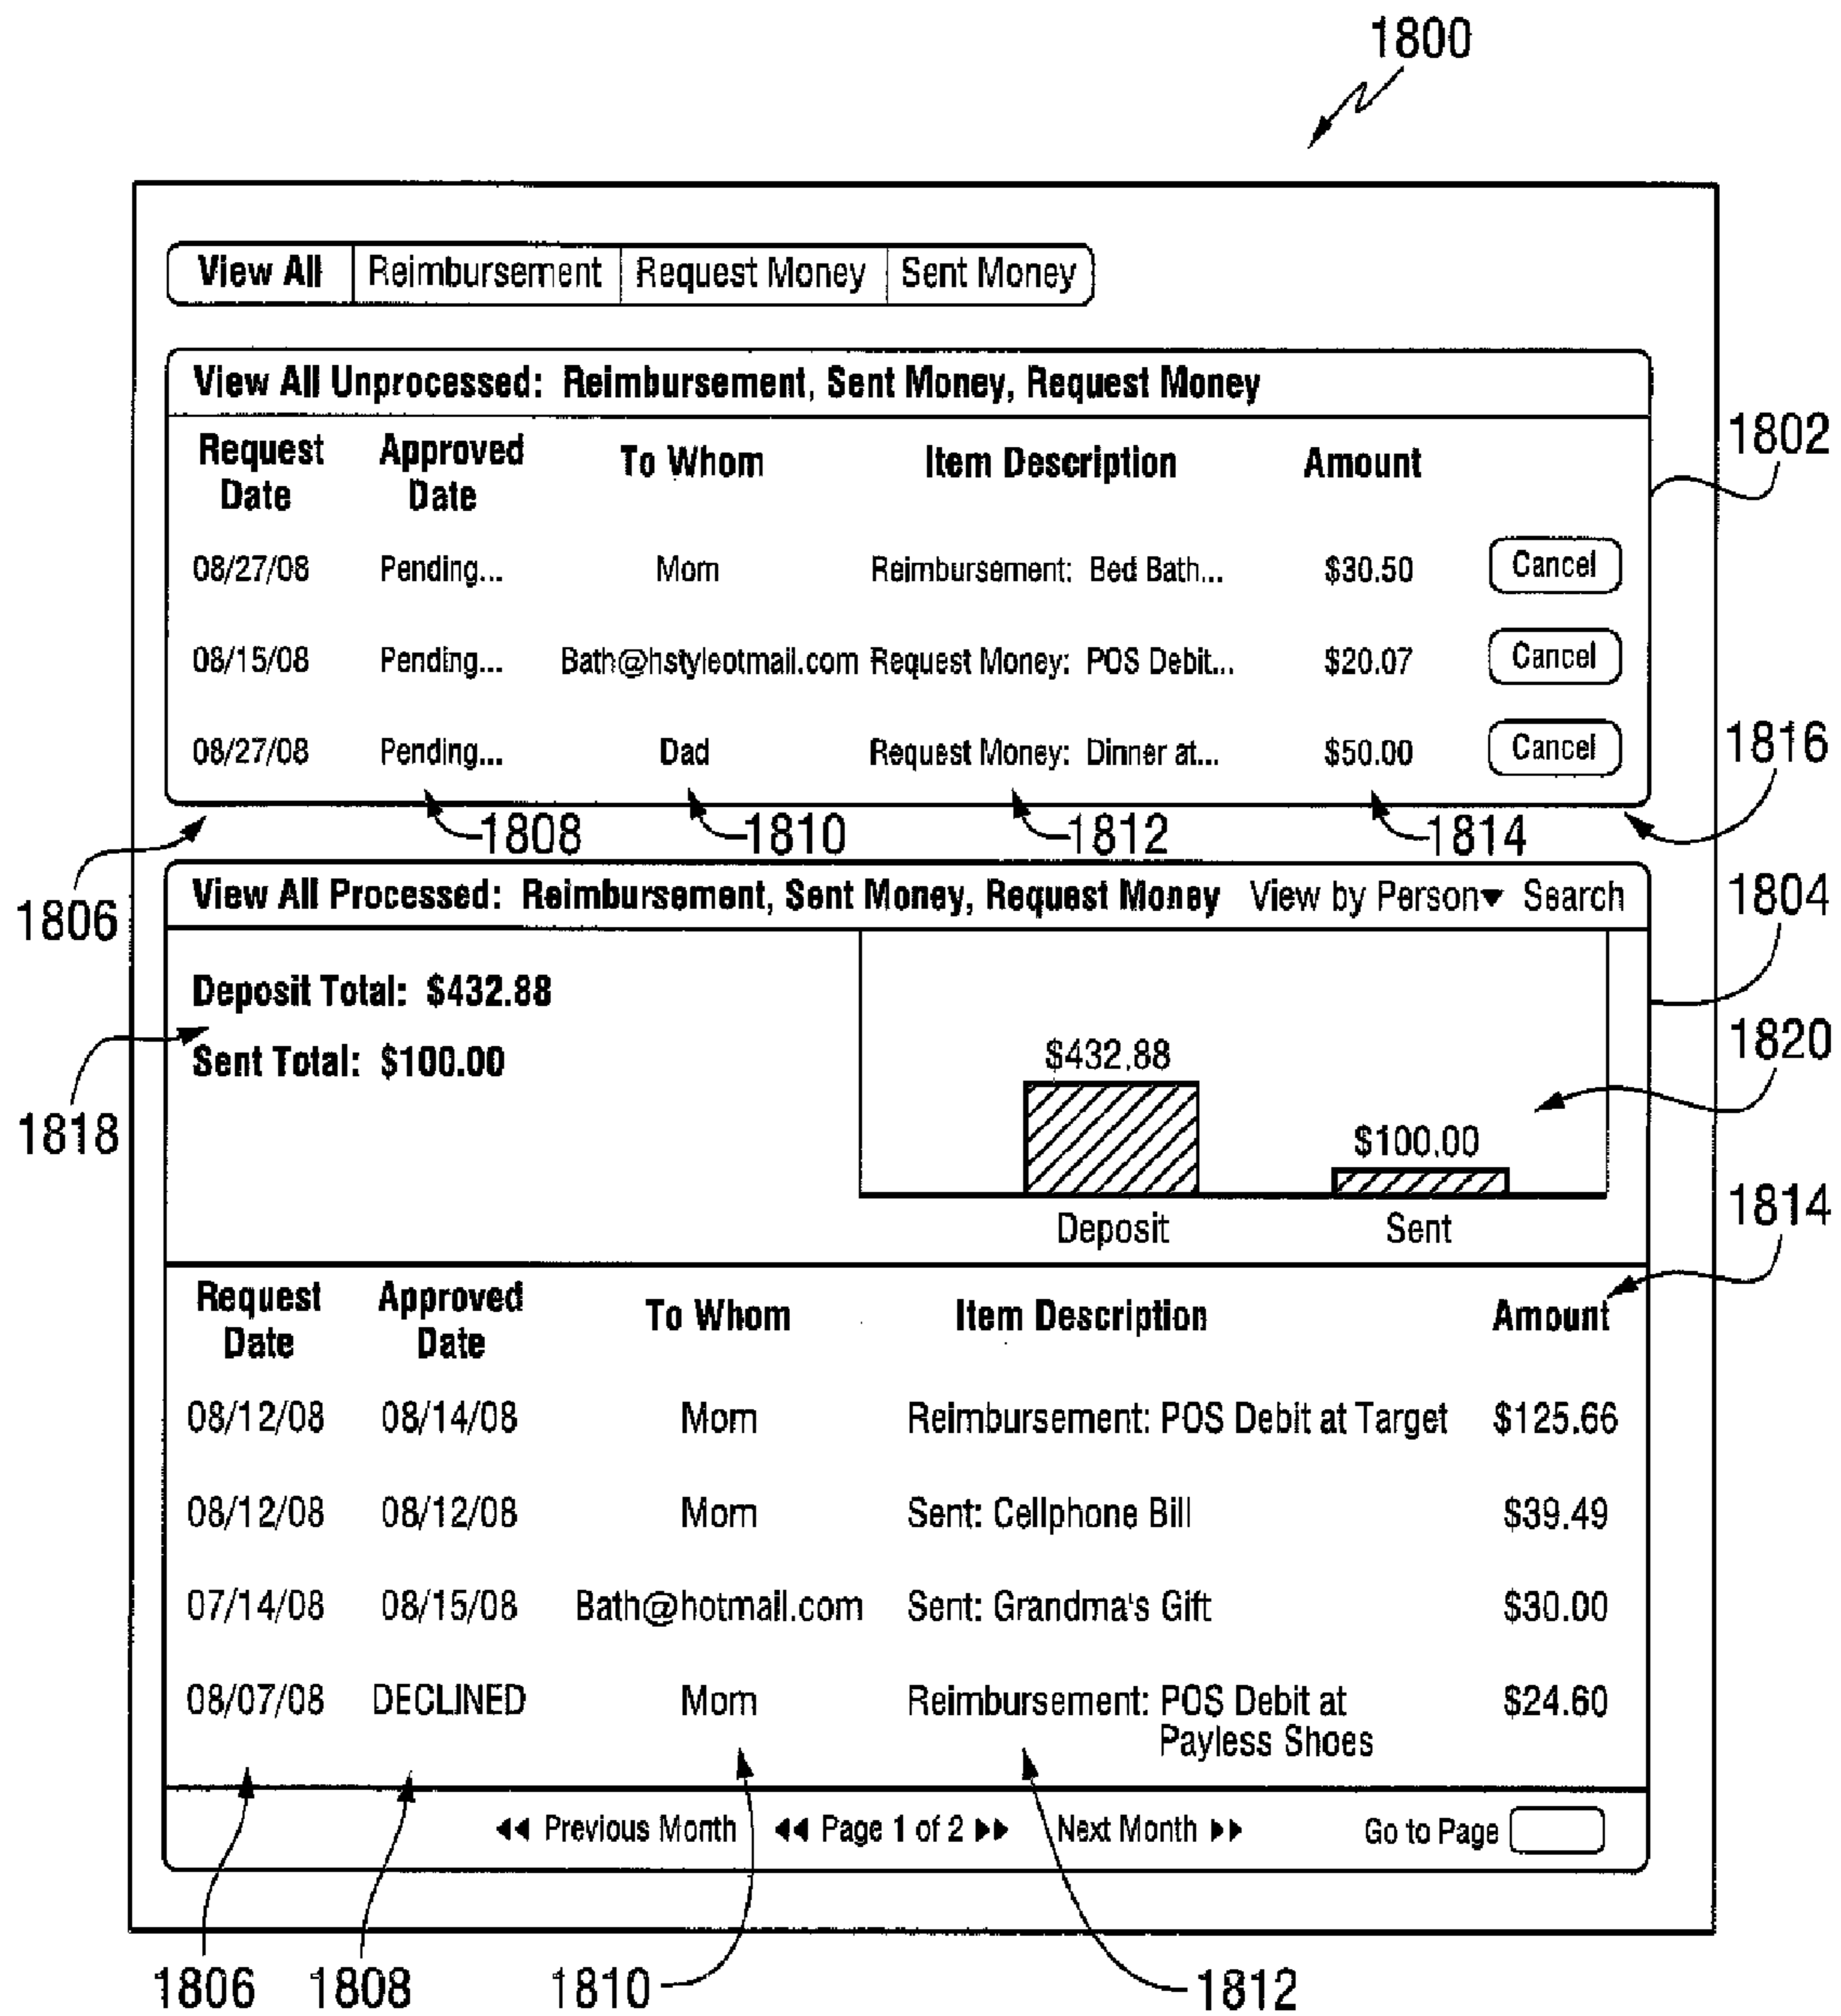 1800
View All Reimbursement Request Money Sent Money
View All Unprocessed: Reimbursement, Sent Money, Request Money
Request Date Approved Date To Whom Item Description Amount
1802
08/27/08 Pending... Mom Reimbursement: Bed Bath... $30.50 Cancel
08/15/08 Pending... Bath@hstyleotmail.com Request Money: POS Debit... $20.07 Cancel
08/27/08 Pending... Dad Request Money: Dinner at... $50.00 Cancel
1816
1808 1810 1812 1814
1806
View All Processed: Reimbursement, Sent Money, Request Money View by Person▾ Search
1804
Deposit Total: $432.88
Sent Total: $100.00
1818
$432.88
1820
$100.00
Deposit Sent
1814
Request Date Approved Date To Whom Item Description Amount
08/12/08 08/14/08 Mom Reimbursement: POS Debit at Target $125.66
08/12/08 08/12/08 Mom Sent: Cellphone Bill $39.49
07/14/08 08/15/08 Bath@hotmail.com Sent: Grandma's Gift $30.00
08/07/08 DECLINED Mom Reimbursement: POS Debit at $24.60
Payless Shoes
Previous Month Page 1 of 2 Next Month Go to Page
1806 1808 1810 1812